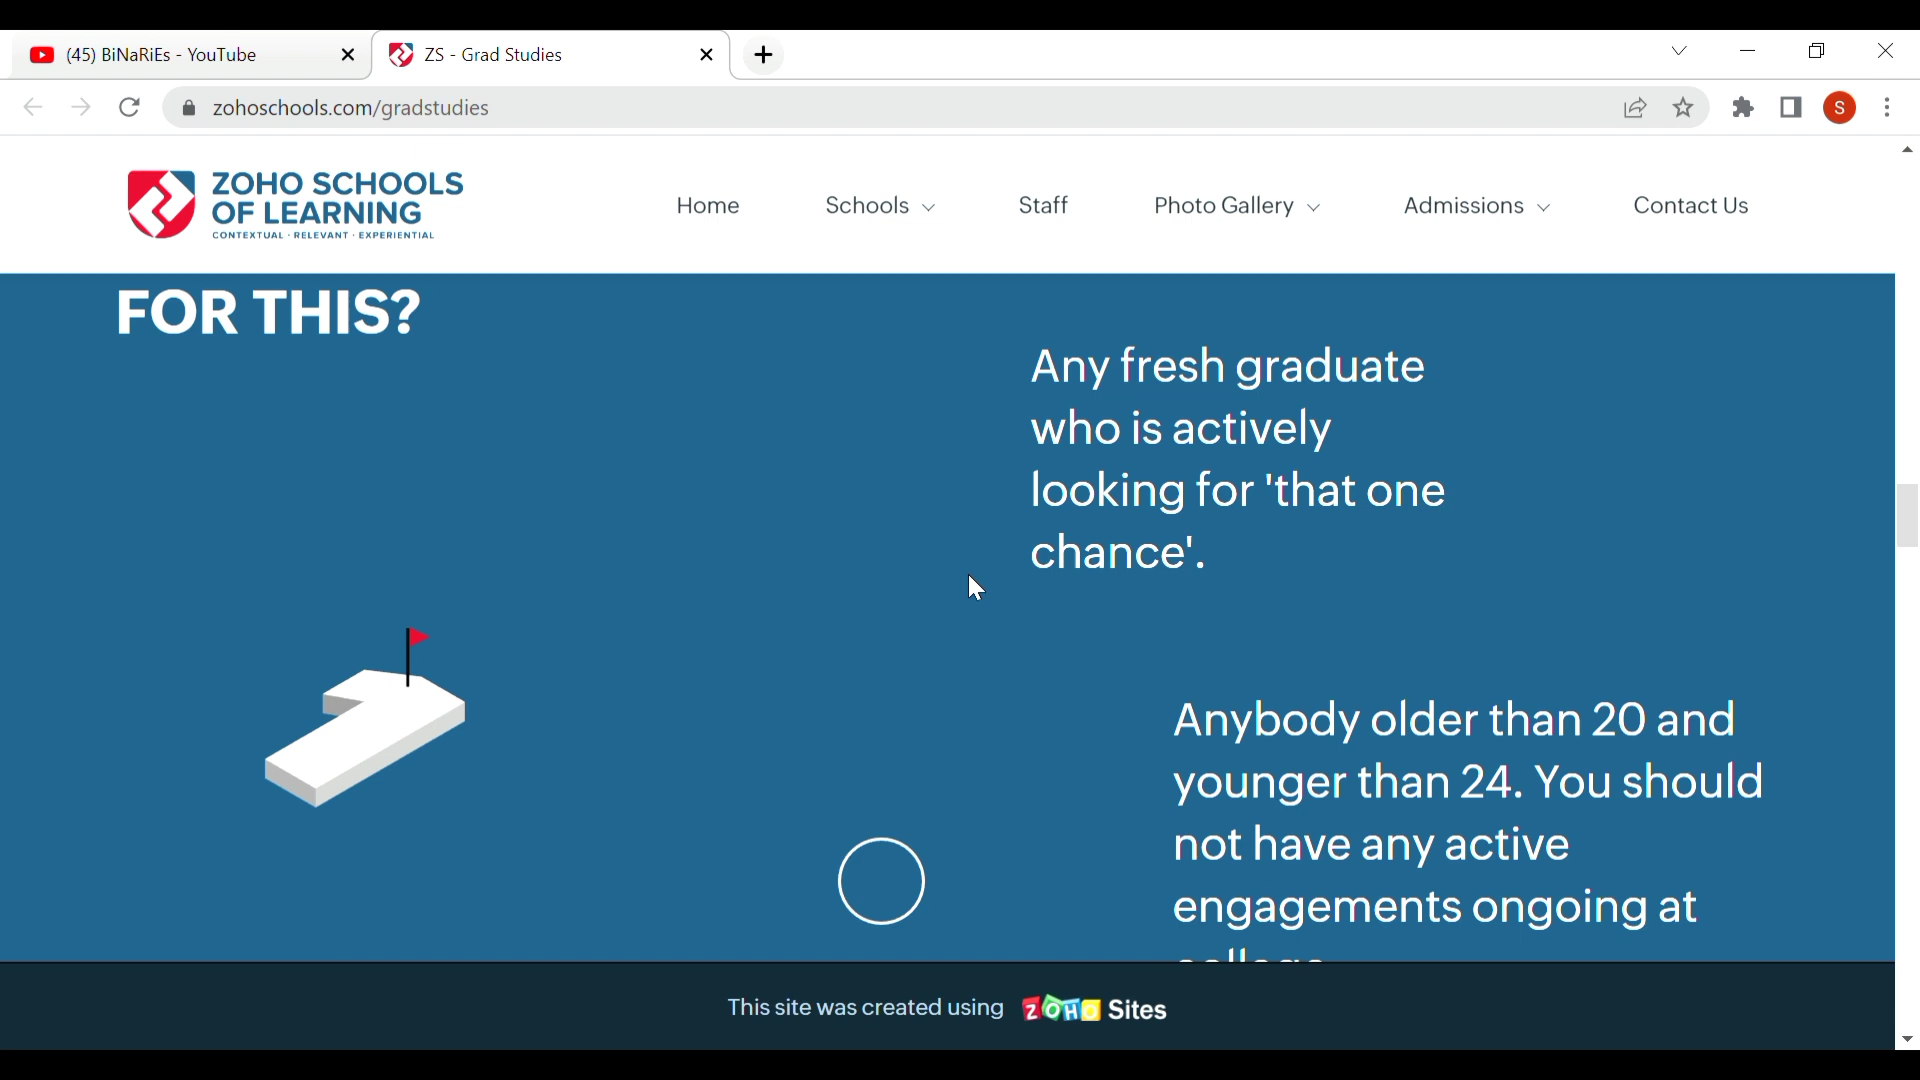 (45) BiNaRiEs - YouTube
ZS - Grad Studies
zohoschools.com/gradstudies
S
ZOHO SCHOOLS
OF LEARNING
CONTEXTUAL · RELEVANT · EXPERIENTIAL
Home
Schools
Staff
Photo Gallery
Admissions
Contact Us
FOR THIS?
Any fresh graduate
who is actively
looking for 'that one
chance'.
Anybody older than 20 and
younger than 24. You should
not have any active
engagements ongoing at
This site was created using ZOHO Sites